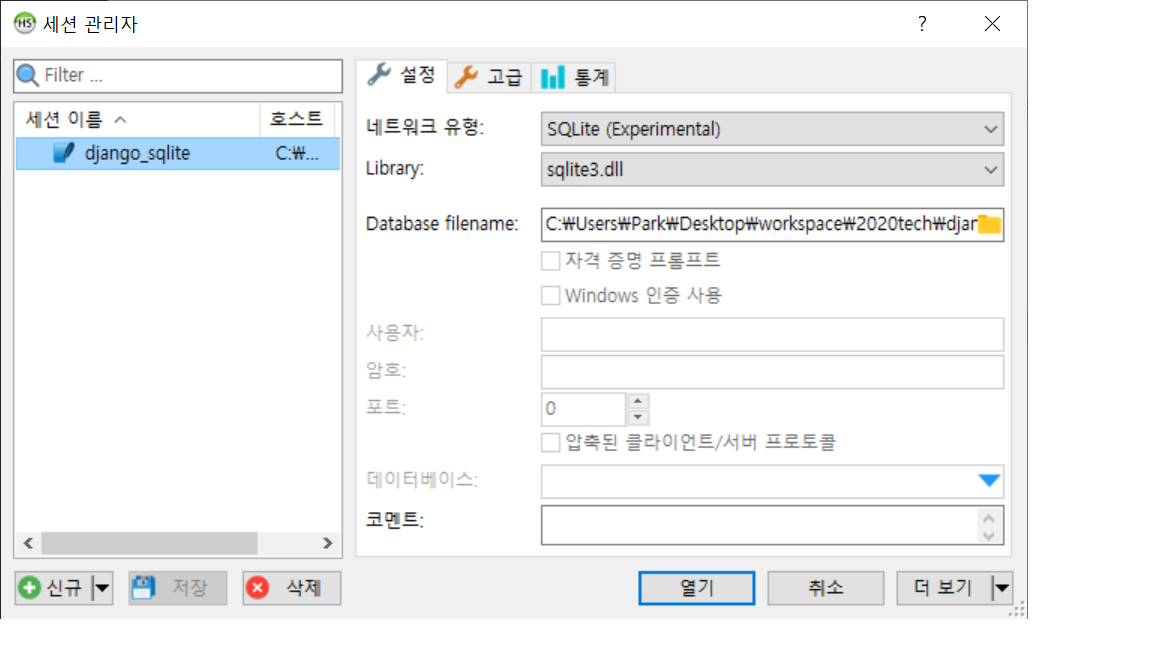 HS 세션 관리자 ?
Filter ...
세션 이름 호스트
django_sqlite C:₩...
설정 고급 통계
네트워크 유형: SQLite (Experimental)
Library: sqlite3.dll
Database filename: C:₩Users₩Park₩Desktop₩workspace₩2020tech₩djan
자격 증명 프롬프트
Windows 인증 사용
사용자:
암호:
포트: 0
압축된 클라이언트/서버 프로토콜
데이터베이스:
코멘트:
신규 저장 삭제 열기 취소 더 보기